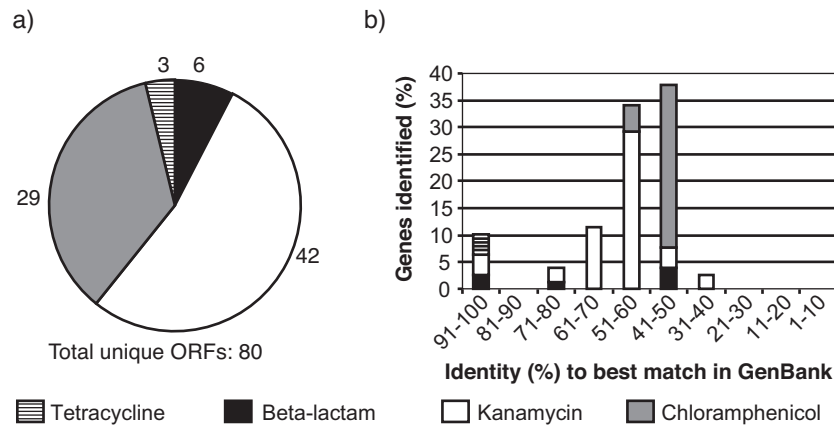 a)
3 6
29
42
Total unique ORFs: 80
b)
Genes identified (%)
40
35
30
25
20
15
10
5
0
91-100 81-90 71-80 61-70 51-60 41-50 31-40 21-30 11-20 1-10
Identity (%) to best match in GenBank
Tetracycline Beta-lactam Kanamycin Chloramphenicol